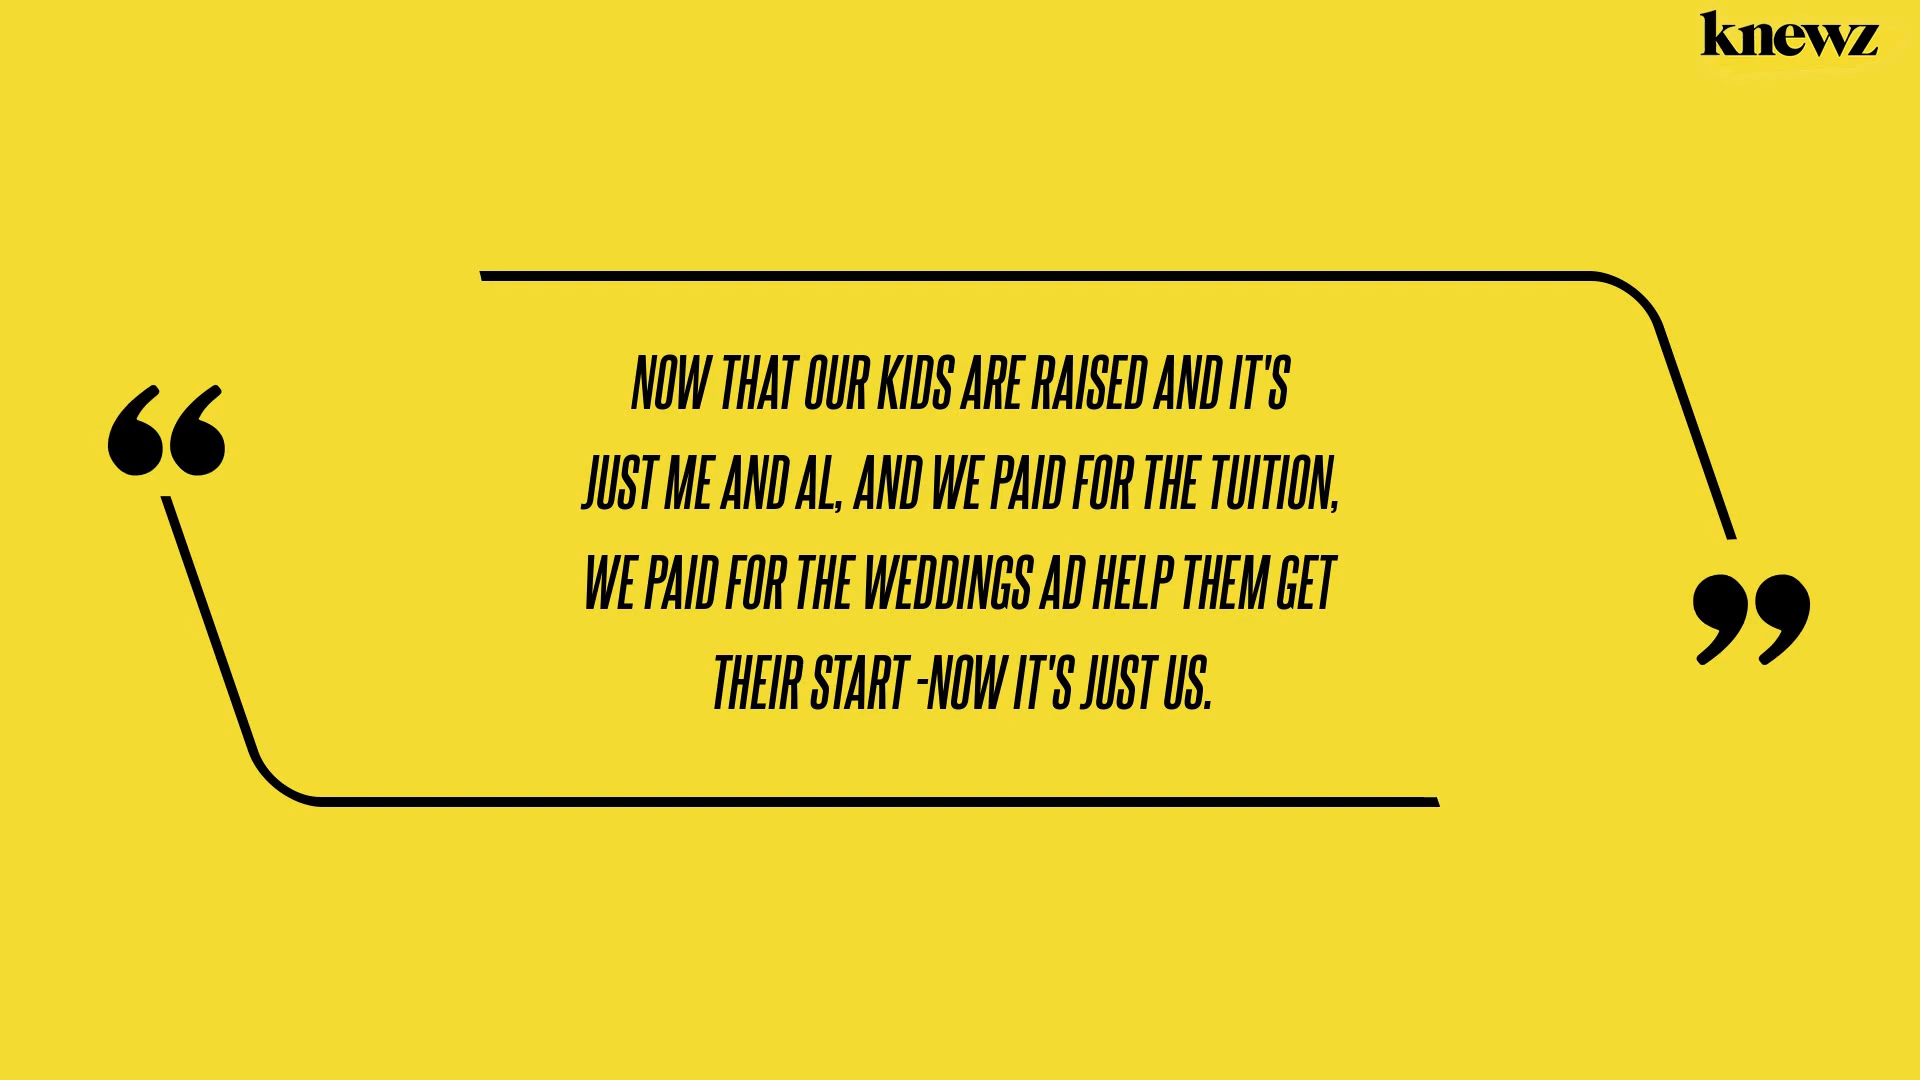 knewz
NOW THAT OUR KIDS ARE RAISED AND IT'S
JUST ME AND AL, AND WE PAID FOR THE TUITION,
WE PAID FOR THE WEDDINGS AD HELP THEM GET
THEIR START -NOW IT'S JUST US.